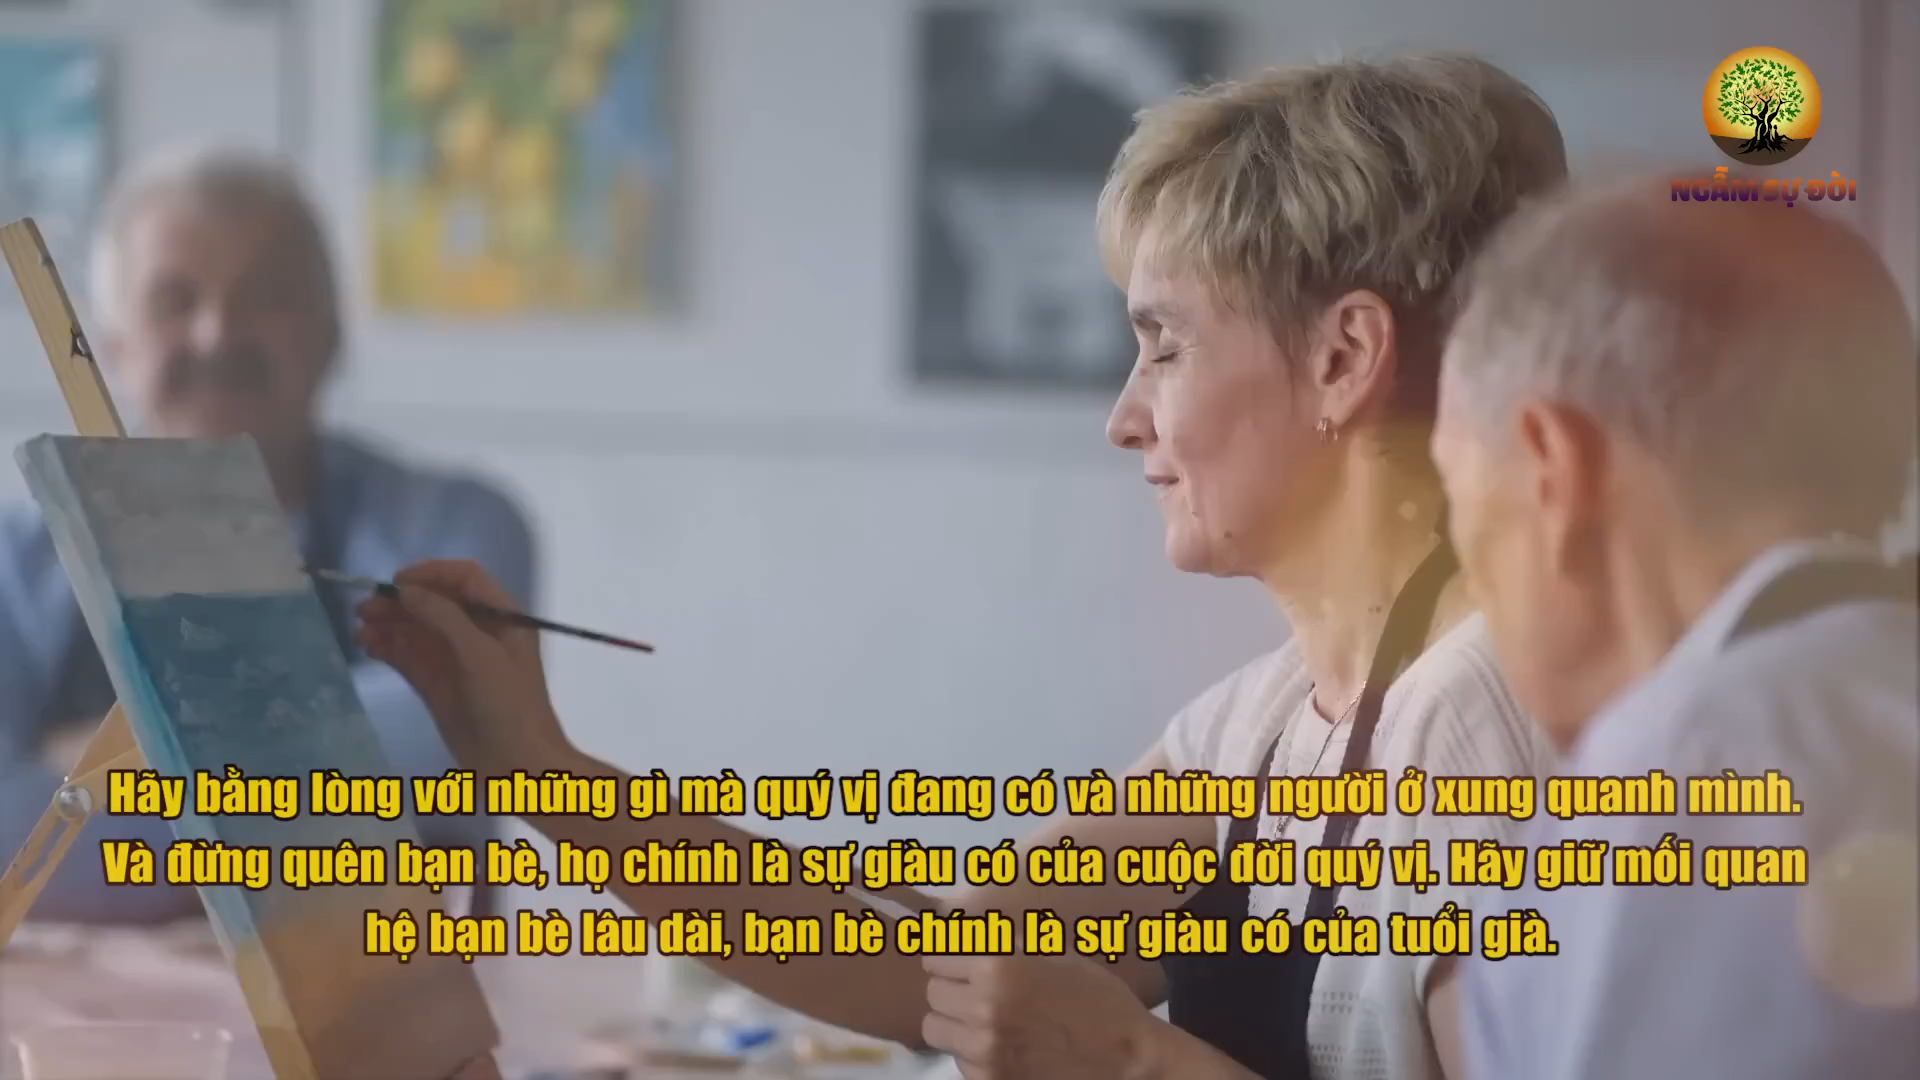 NGẪM SỰ ĐỜI
Hãy bằng lòng với những gì mà quý vị đang có và những người ở xung quanh mình.
Và đừng quên bạn bè, họ chính là sự giàu có của cuộc đời quý vị. Hãy giữ mối quan
hệ bạn bè lâu dài, bạn bè chính là sự giàu có của tuổi già.